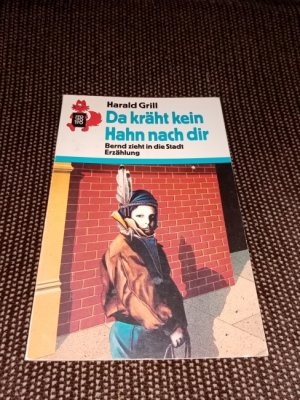 Harald Grill
Da kräht kein
Hahn nach dir
Bernd zieht in die Stadt
Erzählung